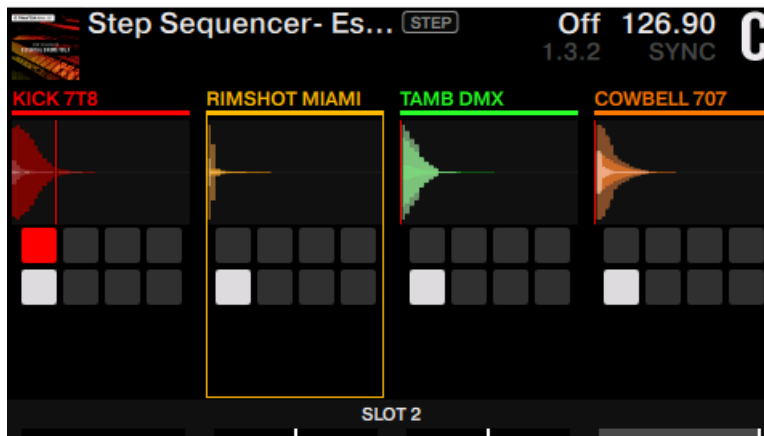 Step Sequencer- Es... STEP Off 126.90 C
1.3.2 SYNC
KICK 7T8 RIMSHOT MIAMI TAMB DMX COWBELL 707
SLOT 2